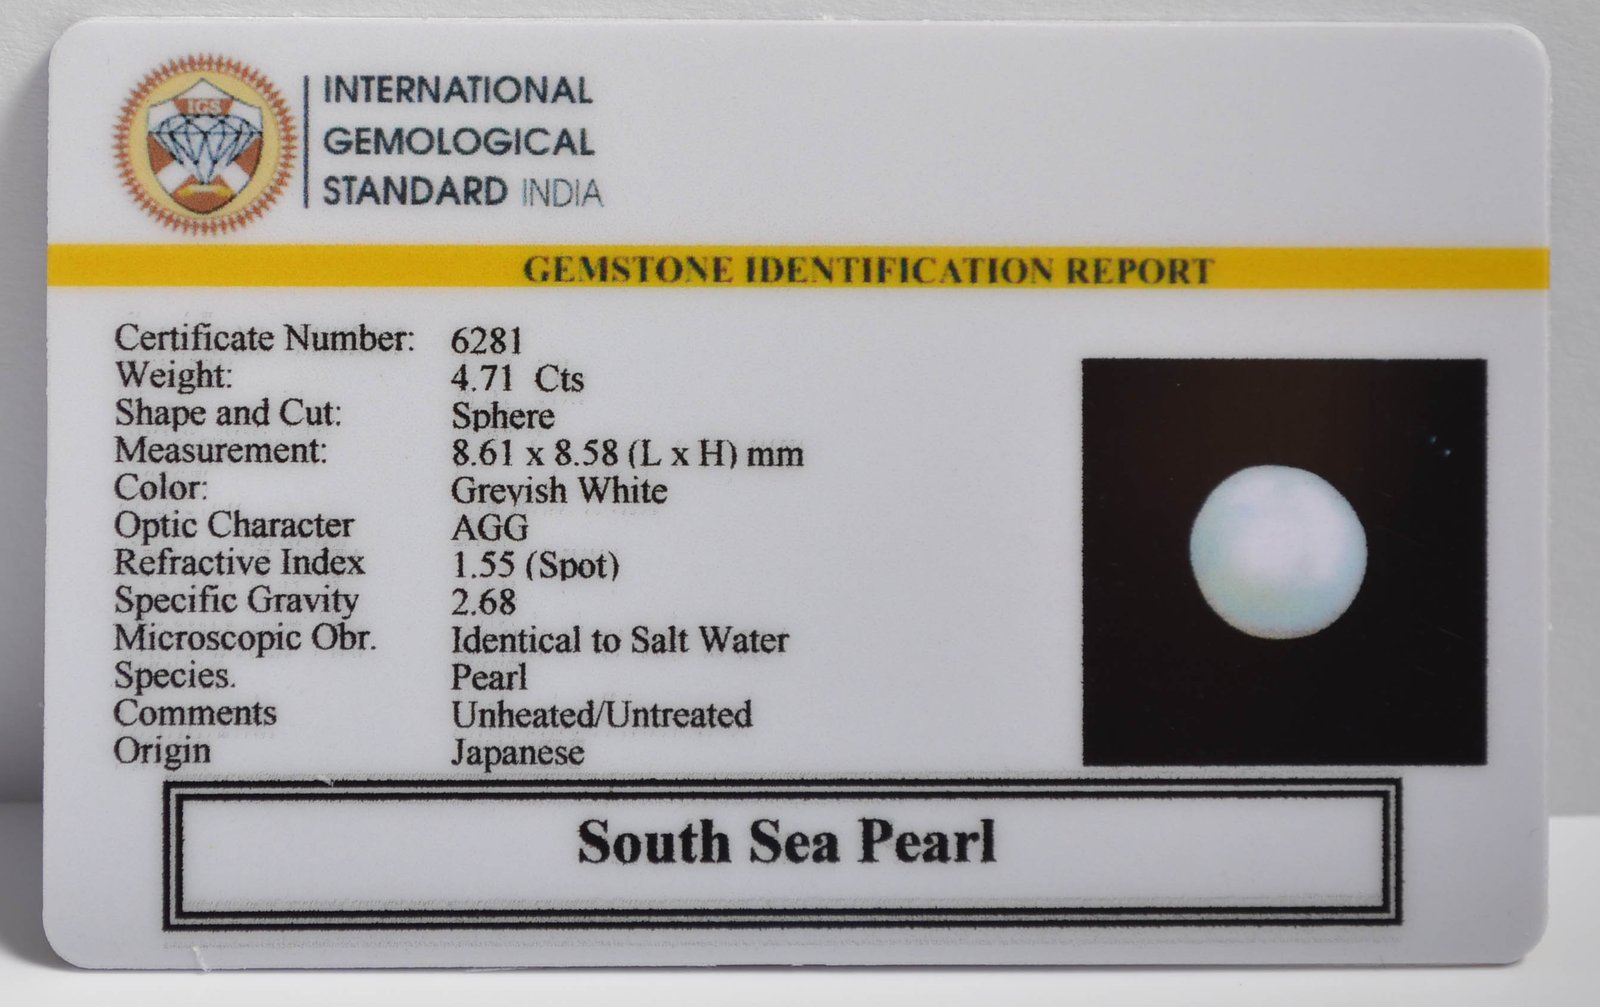 IGS
INTERNATIONAL
GEMOLOGICAL
STANDARD INDIA
GEMSTONE IDENTIFICATION REPORT
Certificate Number: 6281
Weight: 4.71 Cts
Shape and Cut: Sphere
Measurement: 8.61 x 8.58 (L x H) mm
Color: Greyish White
Optic Character AGG
Refractive Index 1.55 (Spot)
Specific Gravity 2.68
Microscopic Obr. Identical to Salt Water
Species. Pearl
Comments Unheated/Untreated
Origin Japanese
South Sea Pearl